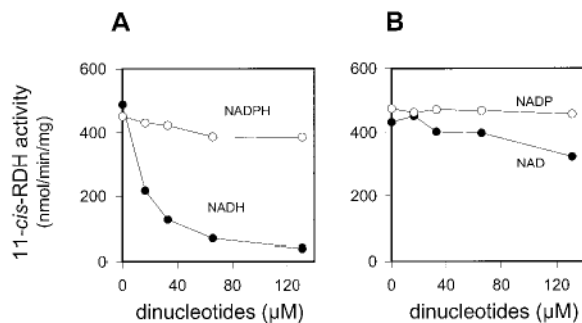 A
B
11-cis-RDH activity
(nmol/min/mg)
600
400
200
0
NADPH
NADH
0
40
80
120
dinucleotides (µM)
600
400
200
0
NADP
NAD
0
40
80
120
dinucleotides (µM)